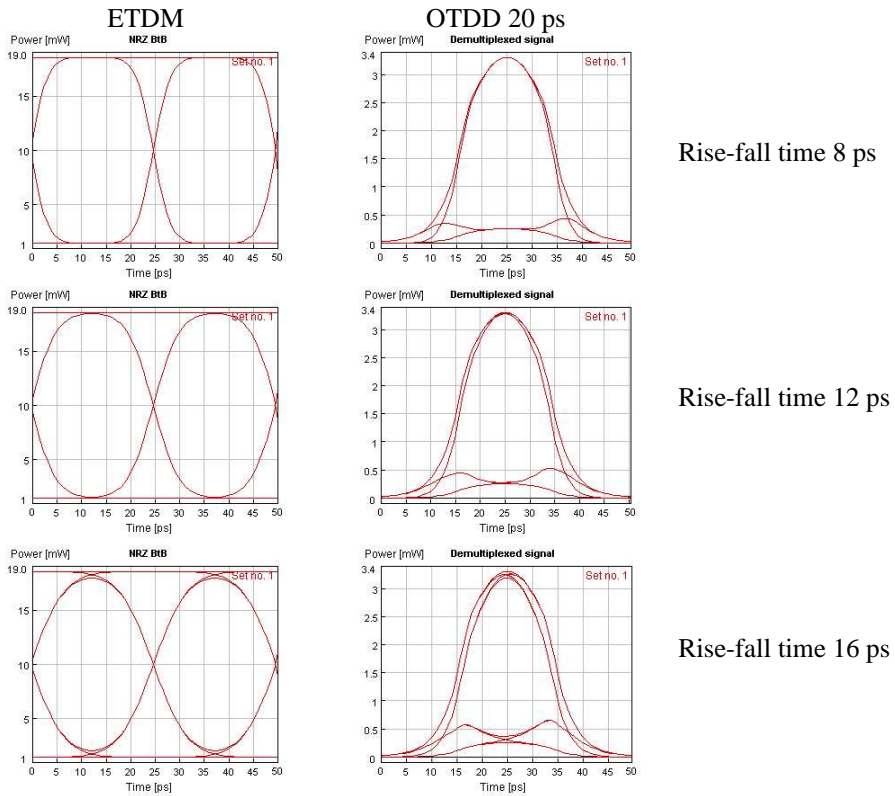 ETDM OTDD 20 ps
Power [mW] NRZ BtB
Set no. 1
19.0
15
10
5
1
0 5 10 15 20 25 30 35 40 45 50
Time [ps]
Power [mW] Demultiplexed signal
Set no. 1
3.4
3
2.5
2
1.5
1
0.5
0
0 5 10 15 20 25 30 35 40 45 50
Time [ps]
Rise-fall time 8 ps
Power [mW] NRZ BtB
Set no. 1
19.0
15
10
5
1
0 5 10 15 20 25 30 35 40 45 50
Time [ps]
Power [mW] Demultiplexed signal
Set no. 1
3.4
3
2.5
2
1.5
1
0.5
0
0 5 10 15 20 25 30 35 40 45 50
Time [ps]
Rise-fall time 12 ps
Power [mW] NRZ BtB
Set no. 1
19.0
15
10
5
1
0 5 10 15 20 25 30 35 40 45 50
Time [ps]
Power [mW] Demultiplexed signal
Set no. 1
3.4
3
2.5
2
1.5
1
0.5
0
0 5 10 15 20 25 30 35 40 45 50
Time [ps]
Rise-fall time 16 ps